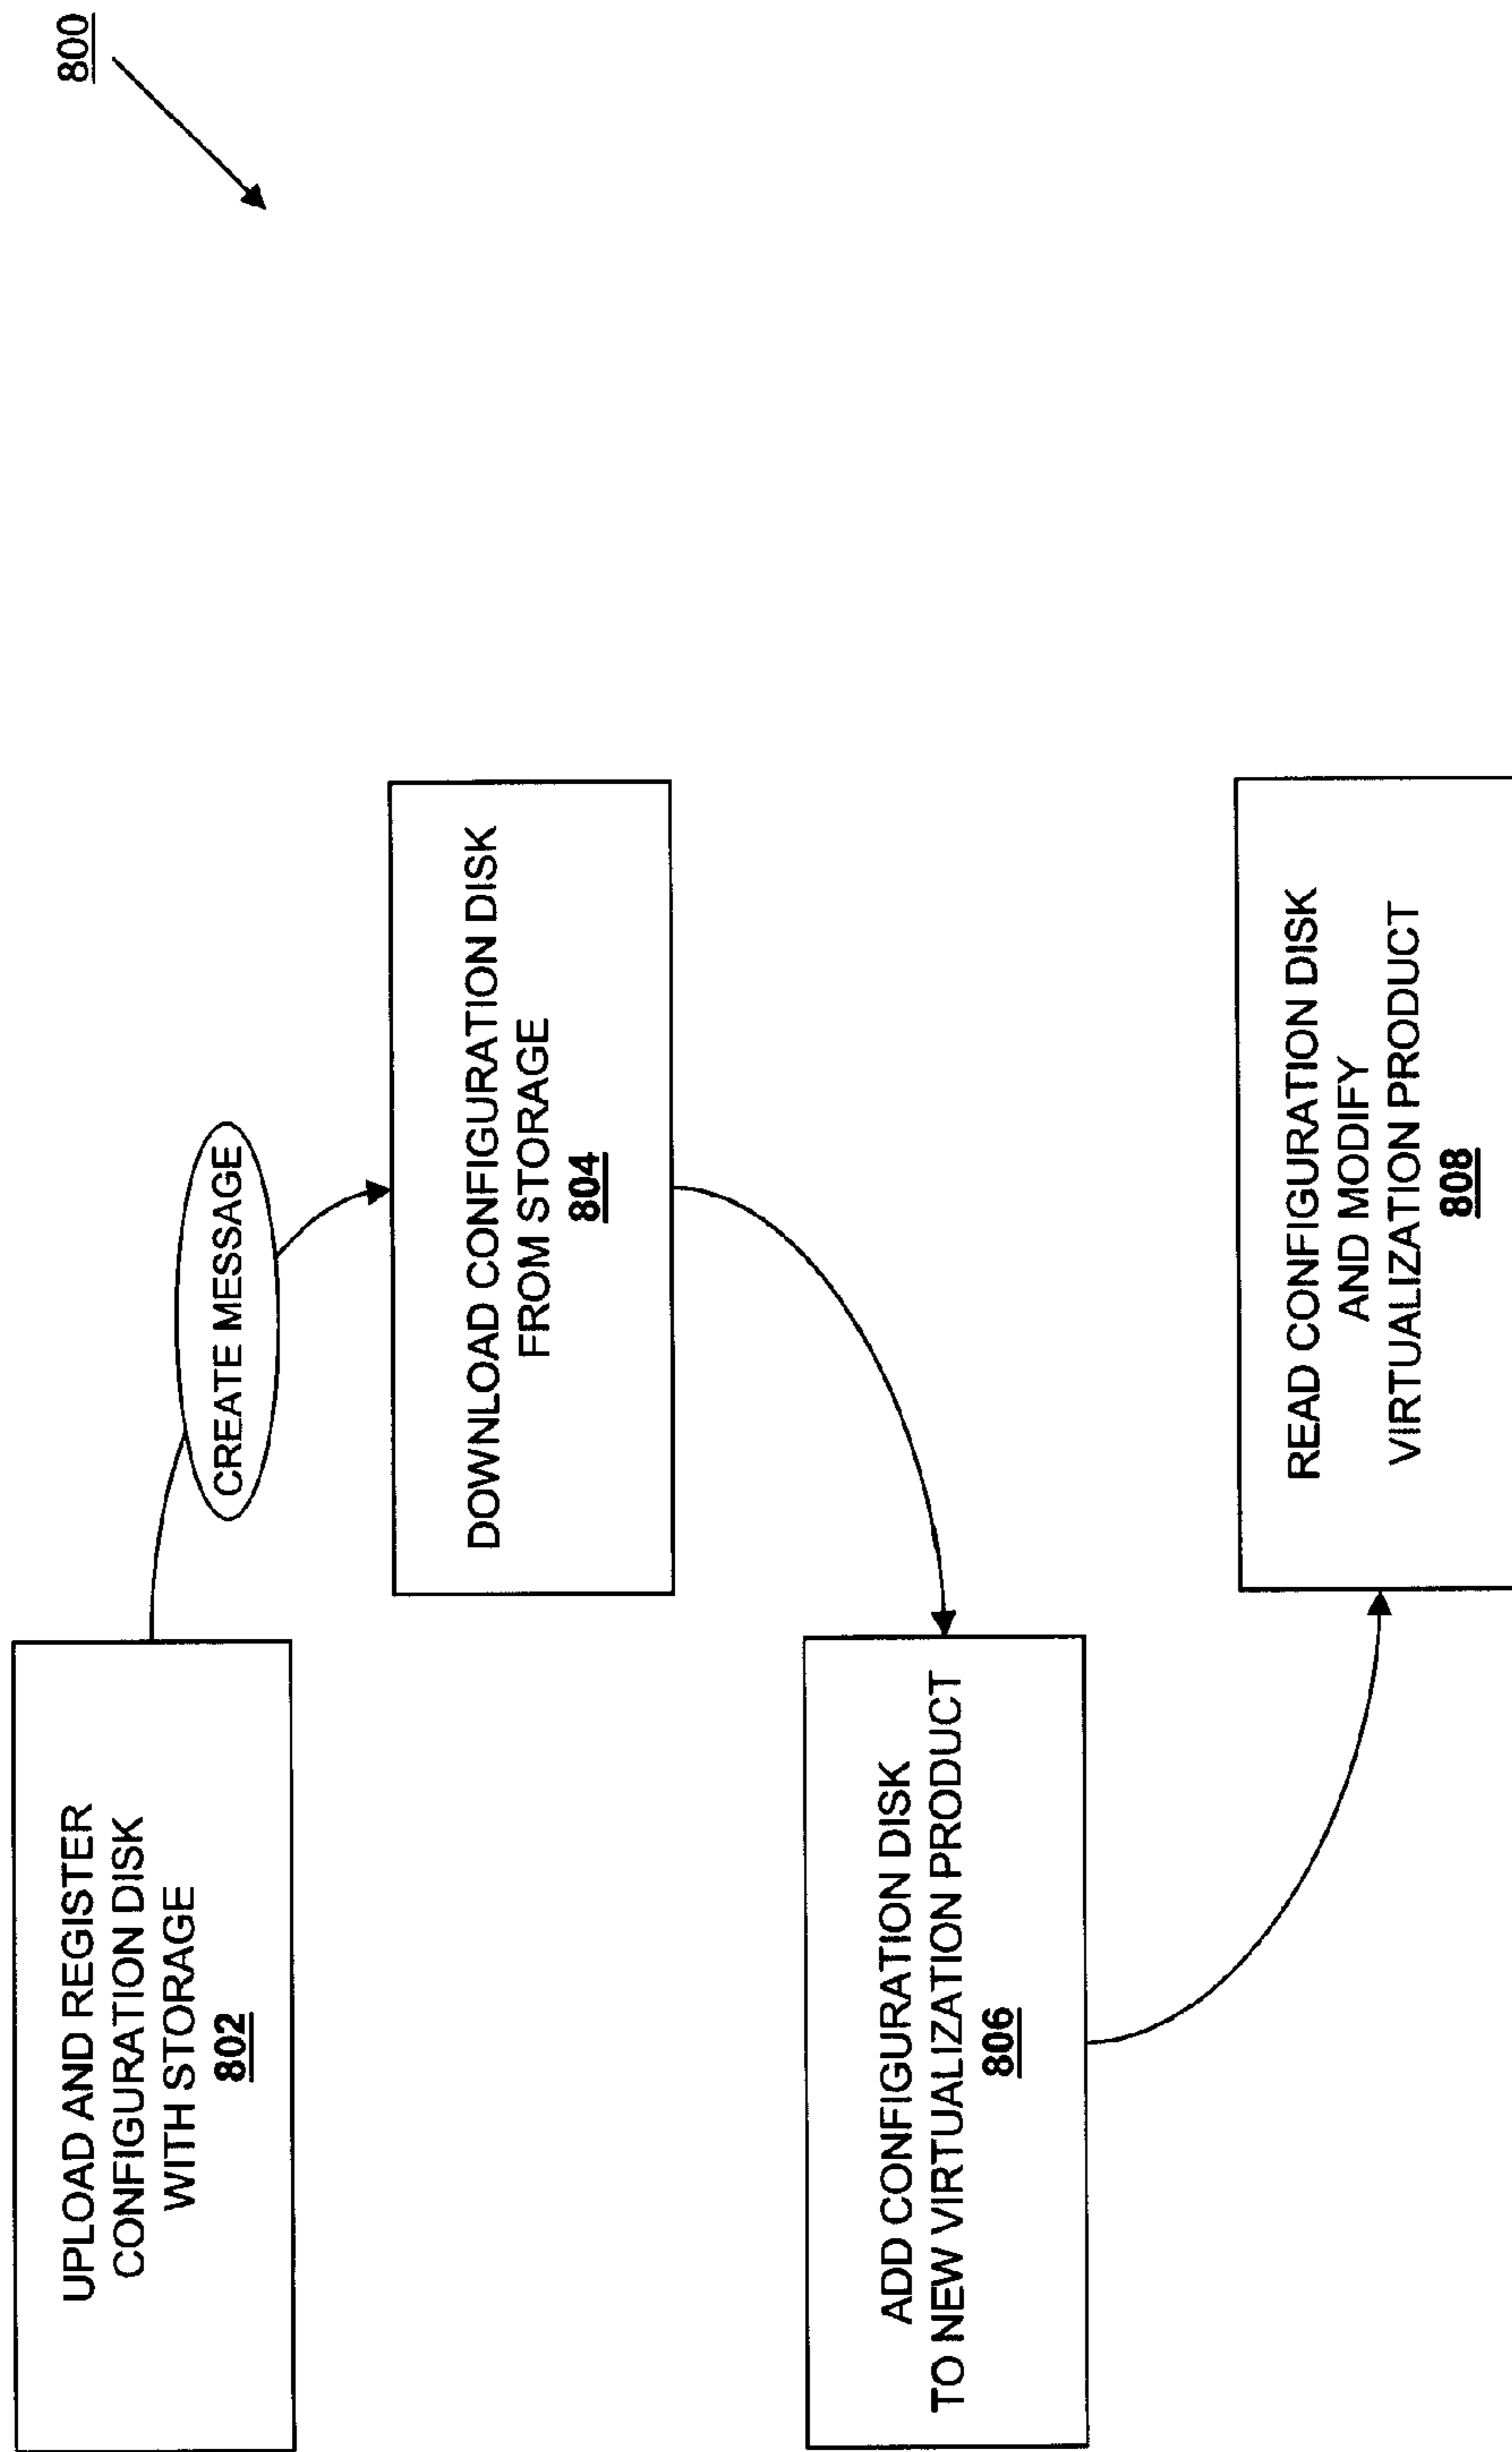 800
UPLOAD AND REGISTER
CONFIGURATION DISK
WITH STORAGE
802
CREATE MESSAGE
DOWNLOAD CONFIGURATION DISK
FROM STORAGE
804
ADD CONFIGURATION DISK
TO NEW VIRTUALIZATION PRODUCT
806
READ CONFIGURATION DISK
AND MODIFY
VIRTUALIZATION PRODUCT
808